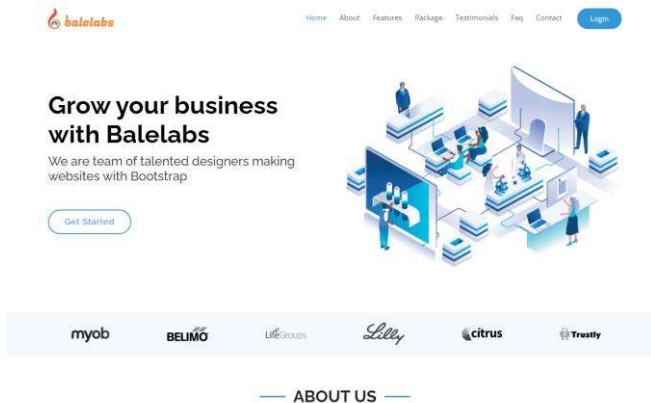 balelabs
Home About Features Package Testimonials Faq Contact Login
Grow your business
with Balelabs
We are team of talented designers making
websites with Bootstrap
Get Started
myob BELIMO LifeGroups Lilly citrus Trustly
ABOUT US